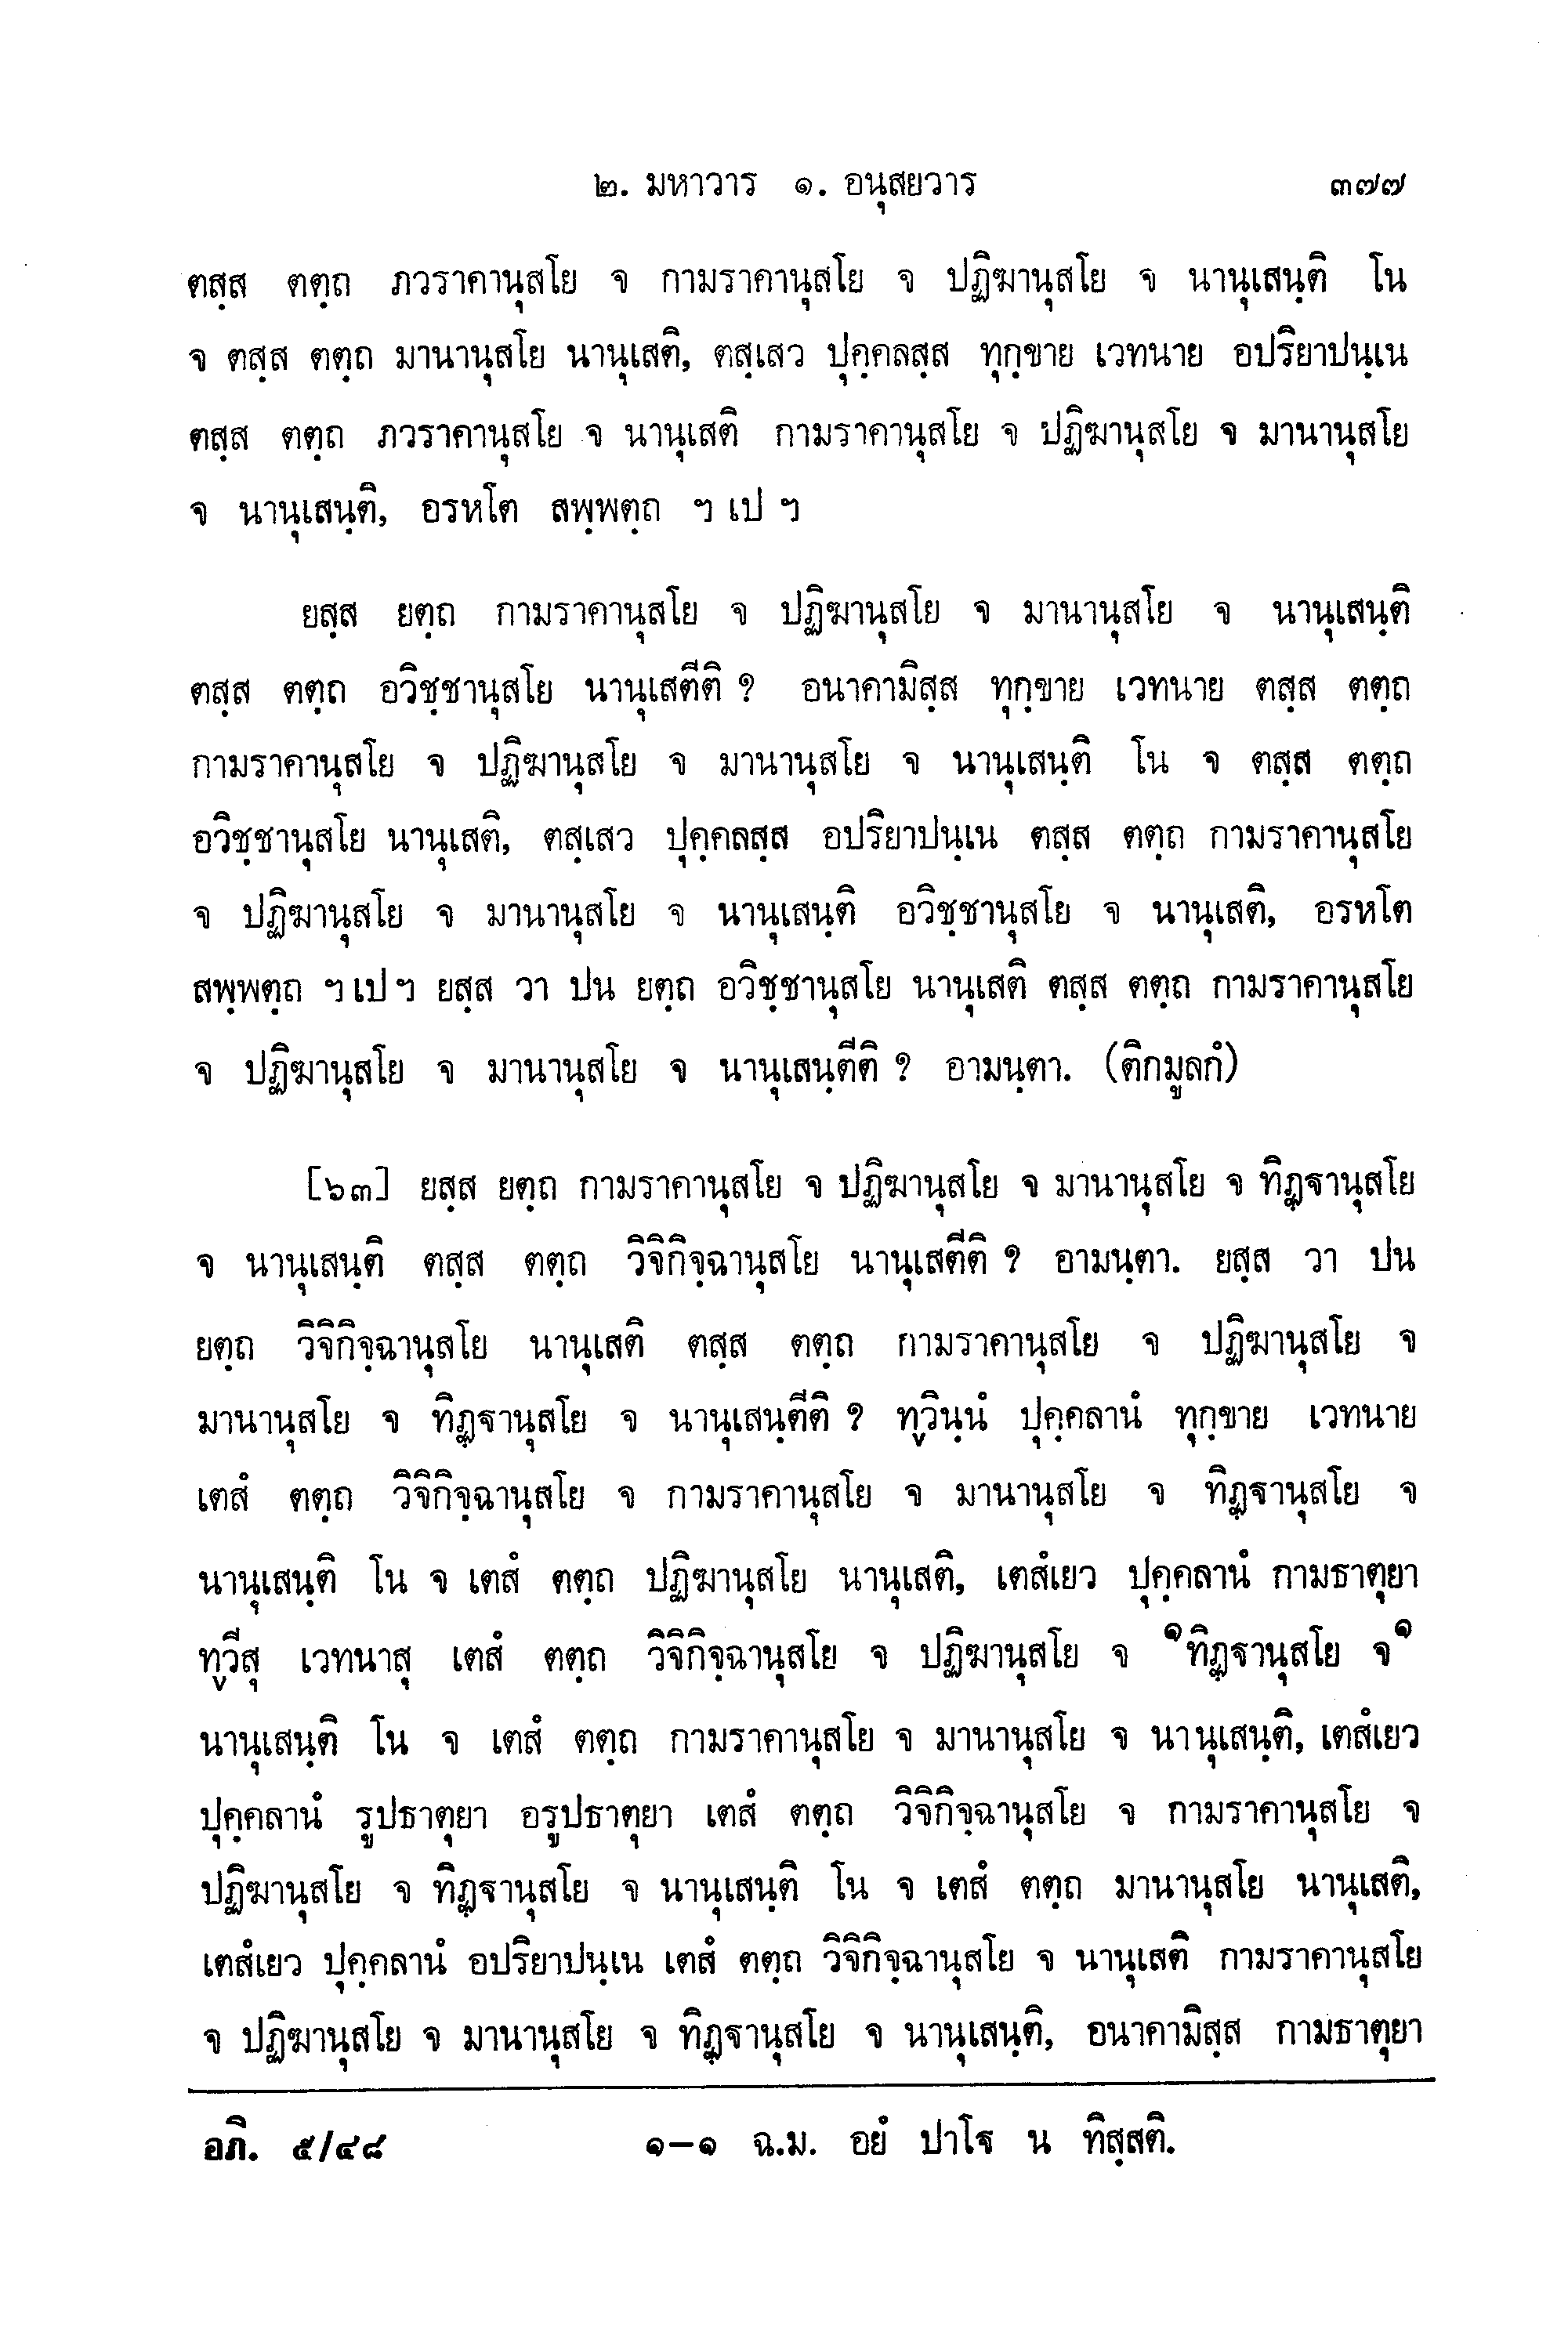 ๒. มหาวาร ๑. อนุสยวาร ๓๗๗
ตสฺส ตตฺถ ภวราคานุสโย จ กามราคานุสโย จ ปฏิฆานุสโย จ นานุเสนฺติ โน
จ ตสฺส ตตฺถ มานานุสโย นานุเสติ, ตสฺเสว ปุคฺคลสฺส ทุกฺขาย เวทนาย อปริยาปนฺเน
ตสฺส ตตฺถ ภวราคานุสโย จ นานุเสติ กามราคานุสโย จ ปฏิฆานุสโย จ มานานุสโย
จ นานุเสนฺติ, อรหโต สพฺพตฺถ ฯ เป ฯ
ยสฺส ยตฺถ กามราคานุสโย จ ปฏิฆานุสโย จ มานานุสโย จ นานุเสนฺติ
ตสฺส ตตฺถ อวิชฺชานุสโย นานุเสตีติ ? อนาคามิสฺส ทุกฺขาย เวทนาย ตสฺส ตตฺถ
กามราคานุสโย จ ปฏิฆานุสโย จ มานานุสโย จ นานุเสนฺติ โน จ ตสฺส ตตฺถ
อวิชฺชานุสโย นานุเสติ, ตสฺเสว ปุคฺคลสฺส อปริยาปนฺเน ตสฺส ตตฺถ กามราคานุสโย
จ ปฏิฆานุสโย จ มานานุสโย จ นานุเสนฺติ อวิชฺชานุสโย จ นานุเสติ, อรหโต
สพฺพตฺถ ฯ เป ฯ ยสฺส วา ปน ยตฺถ อวิชฺชานุสโย นานุเสติ ตสฺส ตตฺถ กามราคานุสโย
จ ปฏิฆานุสโย จ มานานุสโย จ นานุเสนฺตีติ ? อามนฺตา. (ติกมูลกํ)
[๖๓] ยสฺส ยตฺถ กามราคานุสโย จ ปฏิฆานุสโย จ มานานุสโย จ ทิฏฺฐานุสโย
จ นานุเสนฺติ ตสฺส ตตฺถ วิจิกิจฺฉานุสโย นานุเสตีติ ? อามนฺตา. ยสฺส วา ปน
ยตฺถ วิจิกิจฺฉานุสโย นานุเสติ ตสฺส ตตฺถ กามราคานุสโย จ ปฏิฆานุสโย จ
มานานุสโย จ ทิฏฺฐานุสโย จ นานุเสนฺตีติ ? ทฺวินฺนํ ปุคฺคลานํ ทุกฺขาย เวทนาย
เตสํ ตตฺถ วิจิกิจฺฉานุสโย จ กามราคานุสโย จ มานานุสโย จ ทิฏฺฐานุสโย จ
นานุเสนฺติ โน จ เตสํ ตตฺถ ปฏิฆานุสโย นานุเสติ, เตสํเยว ปุคฺคลานํ กามธาตุยา
ทฺวีสุ เวทนาสุ เตสํ ตตฺถ วิจิกิจฺฉานุสโย จ ปฏิฆานุสโย จ ๑ทิฏฺฐานุสโย จ๑
นานุเสนฺติ โน จ เตสํ ตตฺถ กามราคานุสโย จ มานานุสโย จ นานุเสนฺติ, เตสํเยว
ปุคฺคลานํ รูปธาตุยา อรูปธาตุยา เตสํ ตตฺถ วิจิกิจฺฉานุสโย จ กามราคานุสโย จ
ปฏิฆานุสโย จ ทิฏฺฐานุสโย จ นานุเสนฺติ โน จ เตสํ ตตฺถ มานานุสโย นานุเสติ,
เตสํเยว ปุคฺคลานํ อปริยาปนฺเน เตสํ ตตฺถ วิจิกิจฺฉานุสโย จ นานุเสติ กามราคานุสโย
จ ปฏิฆานุสโย จ มานานุสโย จ ทิฏฺฐานุสโย จ นานุเสนฺติ, อนาคามิสฺส กามธาตุยา
อภิ. ๕/๔๘ ๑-๑ ฉ.ม. อยํ ปาโฐ น ทิสฺสติ.